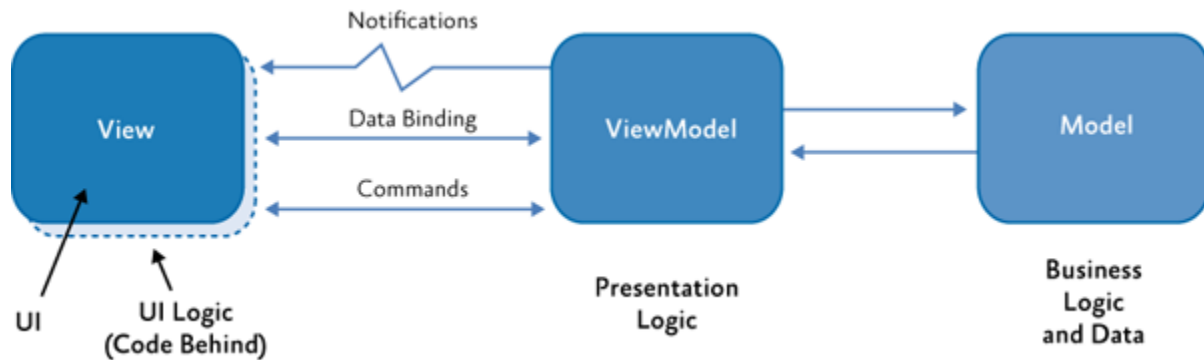 Notifications
View
Data Binding
ViewModel
Model
Commands
UI
UI Logic
(Code Behind)
Presentation
Logic
Business
Logic
and Data